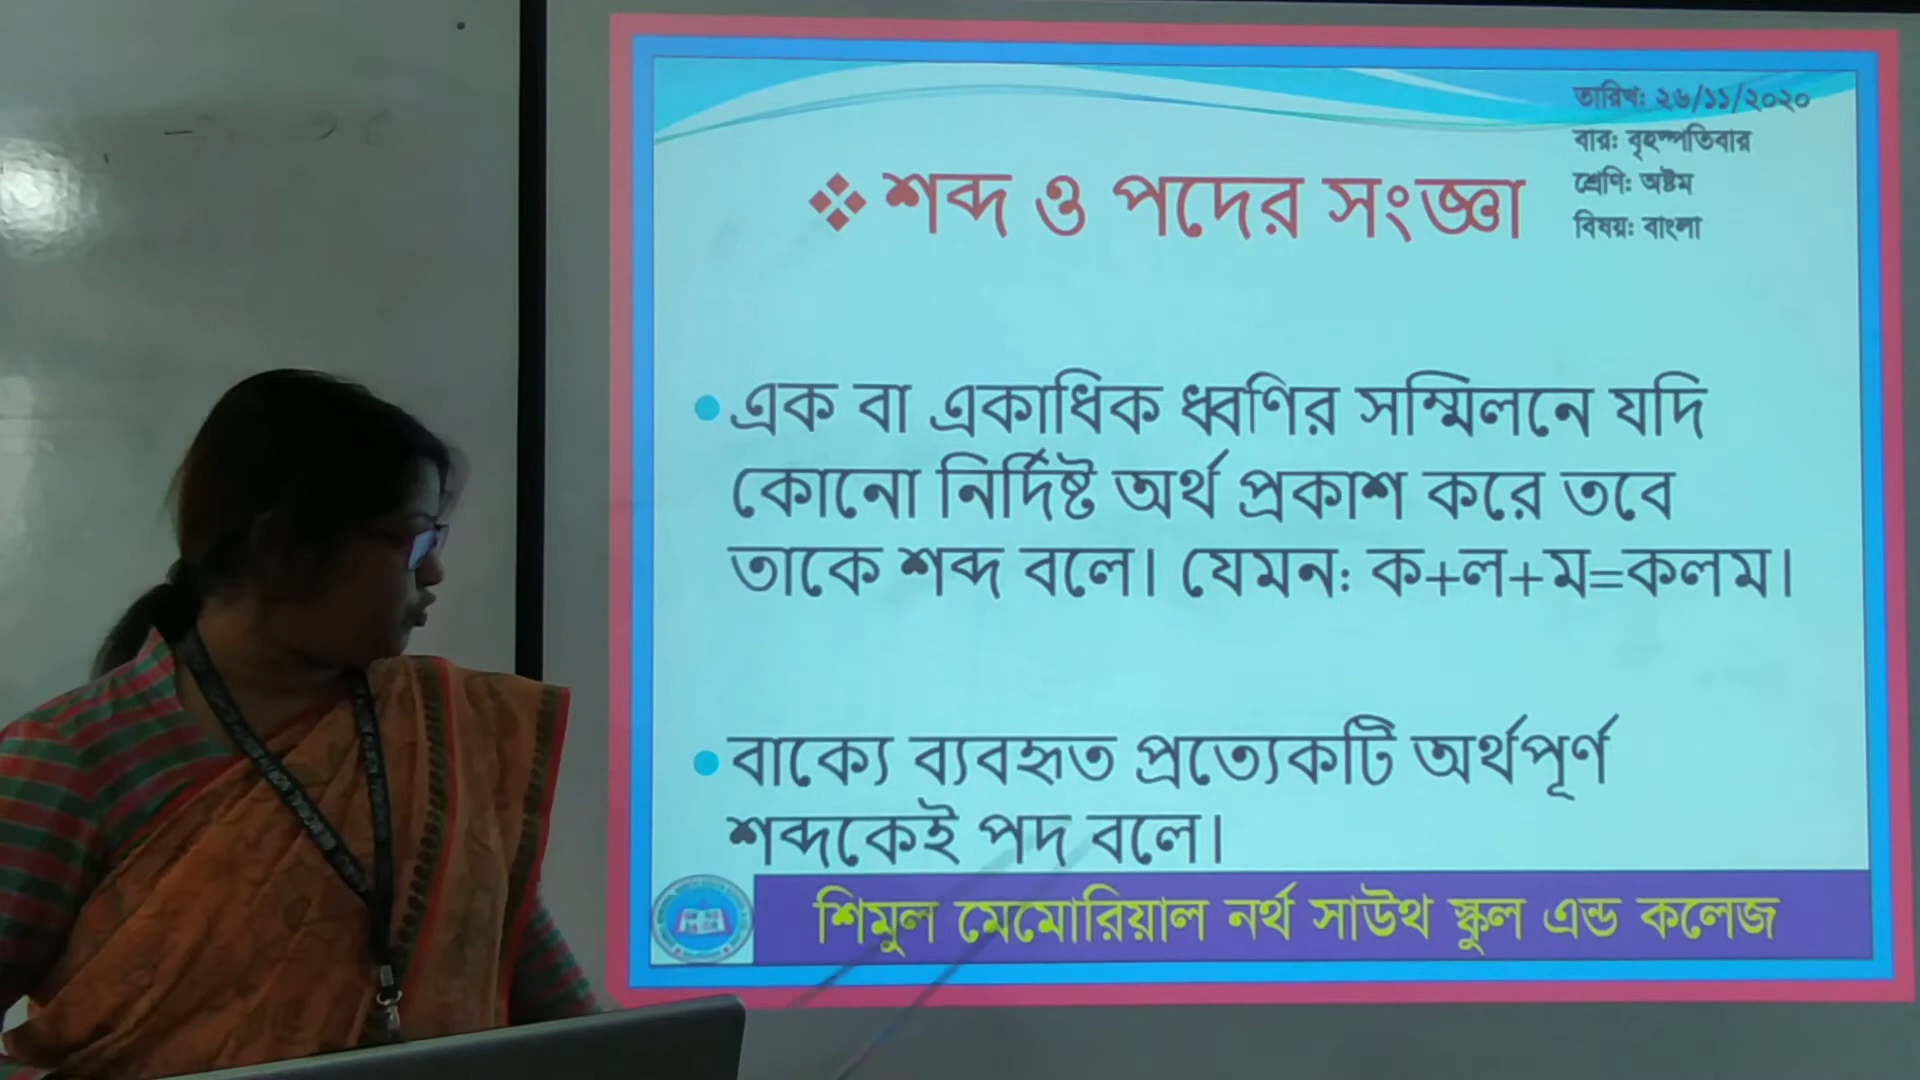 তারিখ: ২৬/১১/২০২০
বার: বৃহস্পতিবার
শ্রেণি: অষ্টম
বিষয়: বাংলা
❖ শব্দ ও পদের সংজ্ঞা
• এক বা একাধিক ধ্বণির সম্মিলনে যদি
কোনো নির্দিষ্ট অর্থ প্রকাশ করে তবে
তাকে শব্দ বলে। যেমন: ক+ল+ম=কলম।
• বাক্যে ব্যবহৃত প্রত্যেকটি অর্থপূর্ণ
শব্দকেই পদ বলে।
শিমুল মেমোরিয়াল নর্থ সাউথ স্কুল এন্ড কলেজ